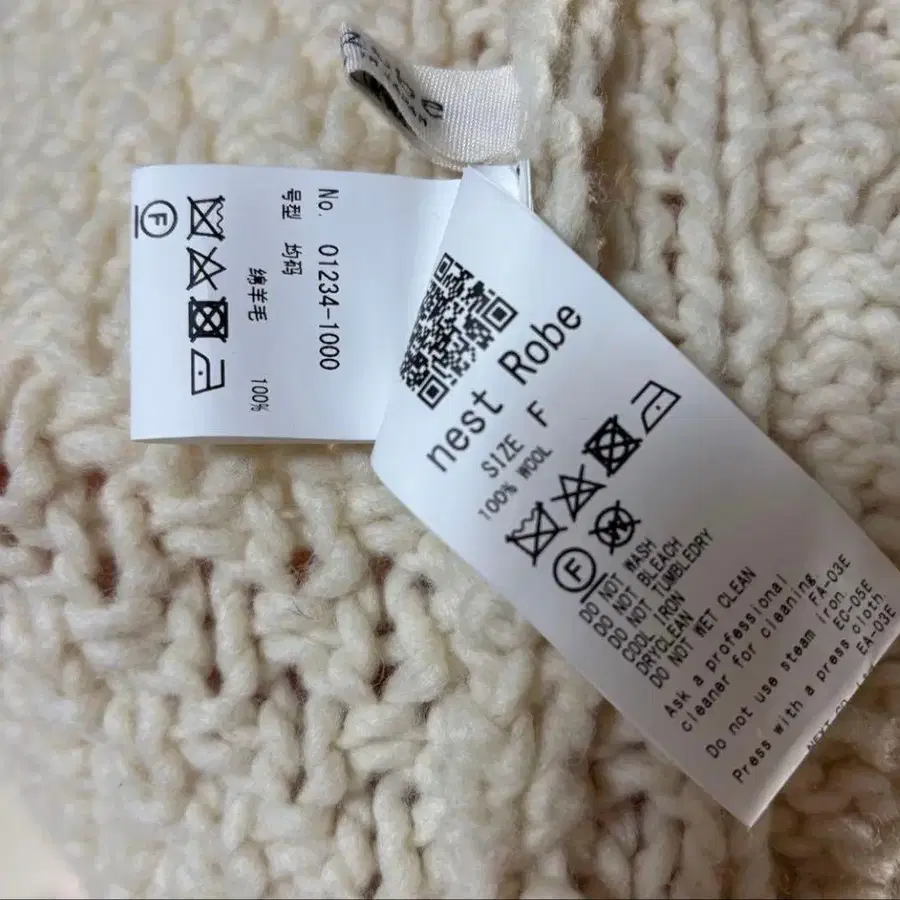 No. 01234-1000
号型 均码
绵羊毛 100%
F
nest Robe
SIZE F
100% WOOL
F
W
DO NOT WASH
DO NOT BLEACH
DO NOT TUMBLEDRY
COOL IRON
DRYCLEAN
DO NOT WET CLEAN
Ask a professional
cleaner for cleaning.
FA-03E
Do not use steam iron.
EC-05E
Press with a press cloth
EA-03E